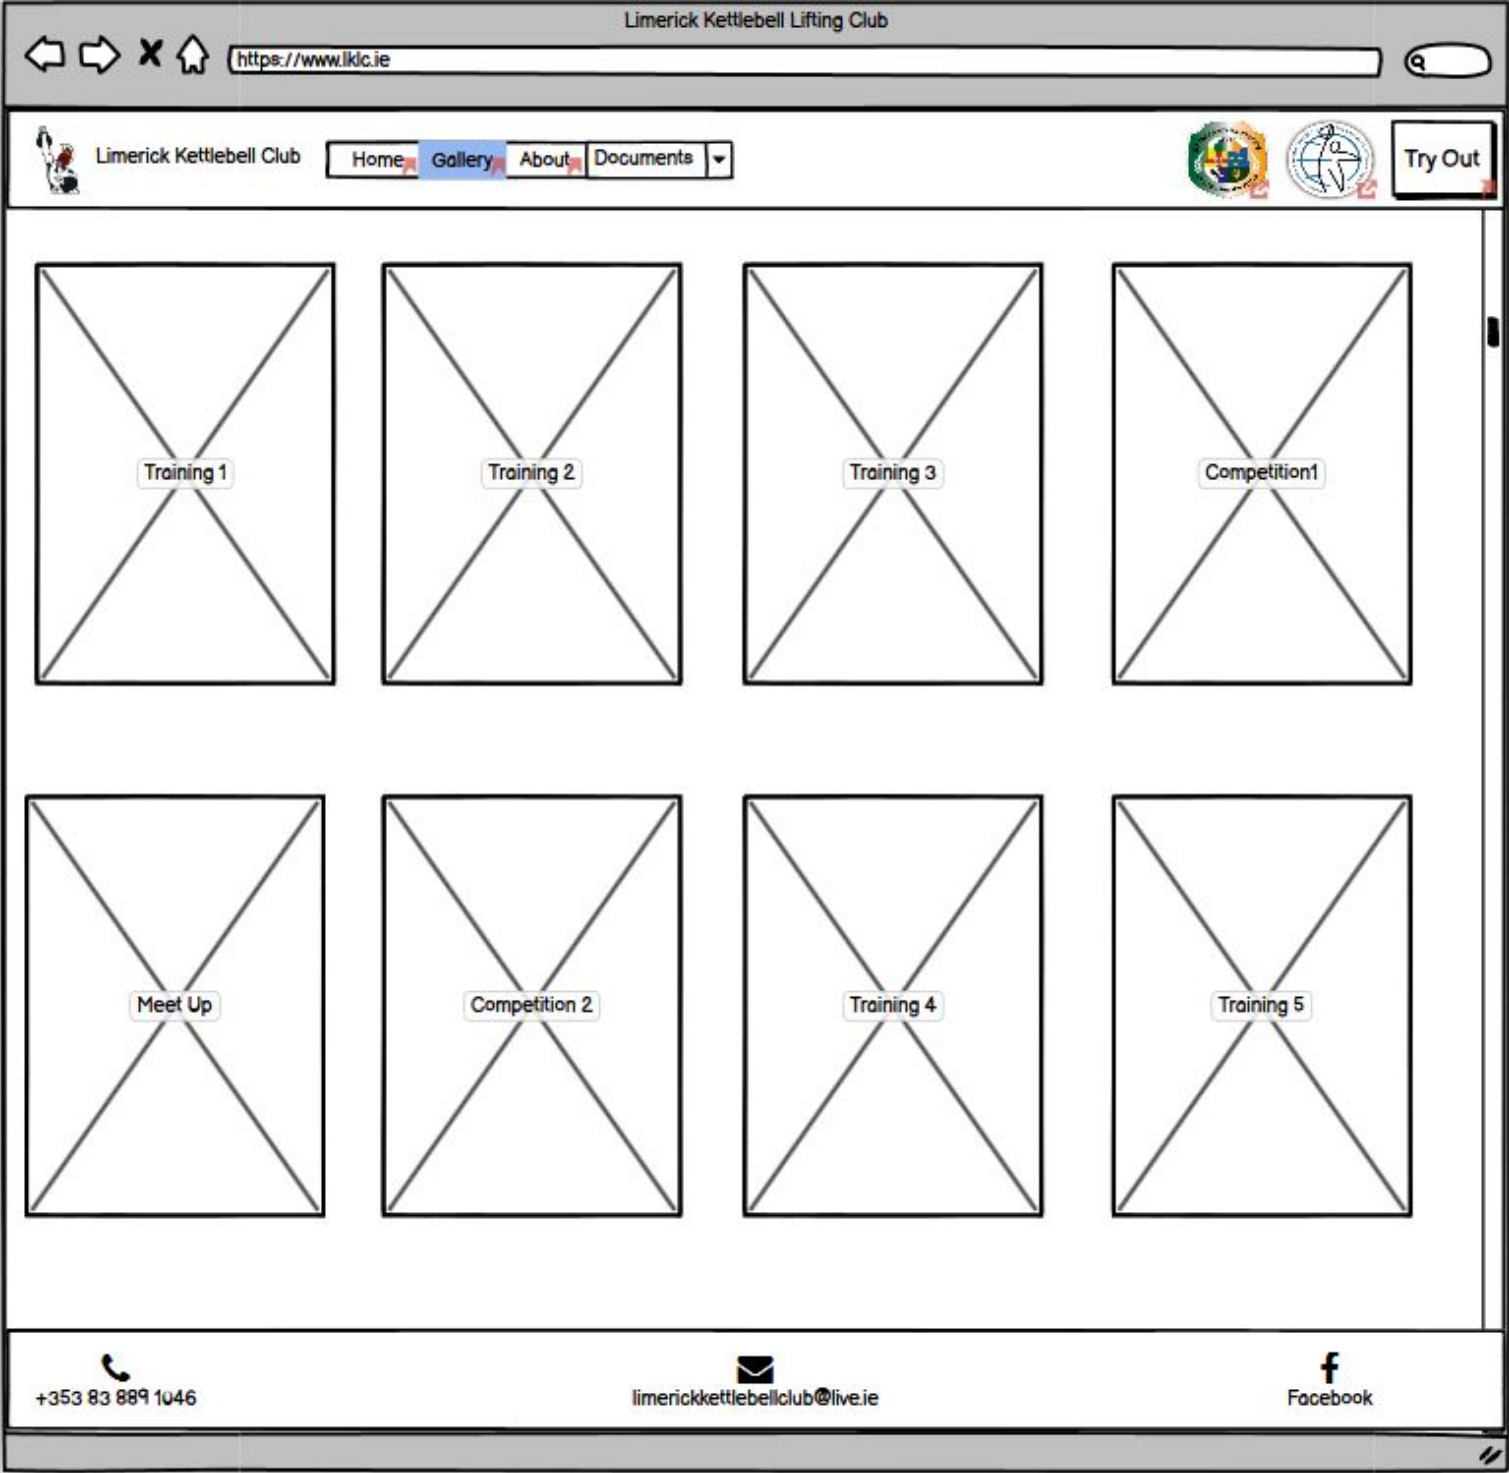 Limerick Kettlebell Lifting Club
https://www.lklc.ie
Limerick Kettlebell Club
Home Gallery About Documents
Try Out
Training 1 Training 2 Training 3 Competition1
Meet Up Competition 2 Training 4 Training 5
+353 83 889 1046 limerickkettlebellclub@live.ie Facebook